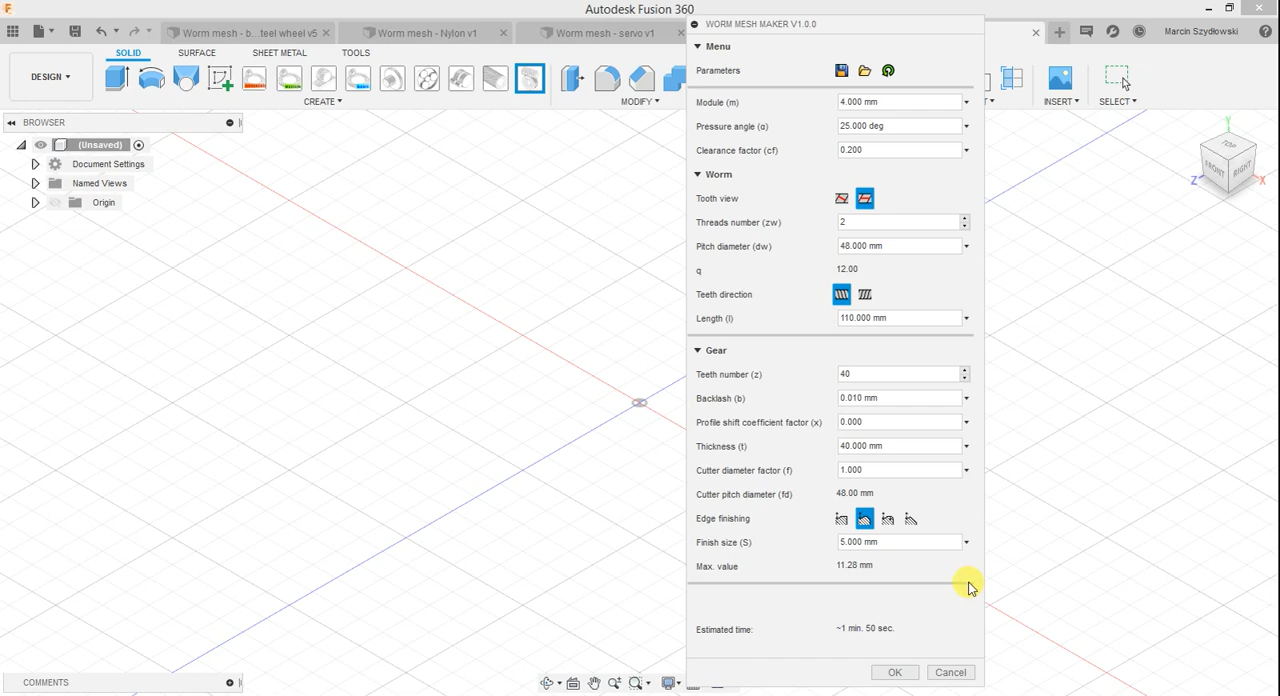 Autodesk Fusion 360
Worm mesh - b...teel wheel v5
Worm mesh - Nylon v1
Worm mesh - servo v1
Marcin Szydłowski
SOLID
SURFACE
SHEET METAL
TOOLS
DESIGN
CREATE
MODIFY
INSERT
SELECT
BROWSER
(Unsaved)
Document Settings
Named Views
Origin
WORM MESH MAKER V1.0.0
Menu
Parameters
Module (m) 4.000 mm
Pressure angle (α) 25.000 deg
Clearance factor (cf) 0.200
Worm
Tooth view
Threads number (zw) 2
Pitch diameter (dw) 48.000 mm
q 12.00
Teeth direction
Length (l) 110.000 mm
Gear
Teeth number (z) 40
Backlash (b) 0.010 mm
Profile shift coefficient factor (x) 0.000
Thickness (t) 40.000 mm
Cutter diameter factor (f) 1.000
Cutter pitch diameter (fd) 48.00 mm
Edge finishing
Finish size (S) 5.000 mm
Max. value 11.28 mm
Estimated time: ~1 min. 50 sec.
OK Cancel
Y
TOP
FRONT
RIGHT
Z
X
COMMENTS